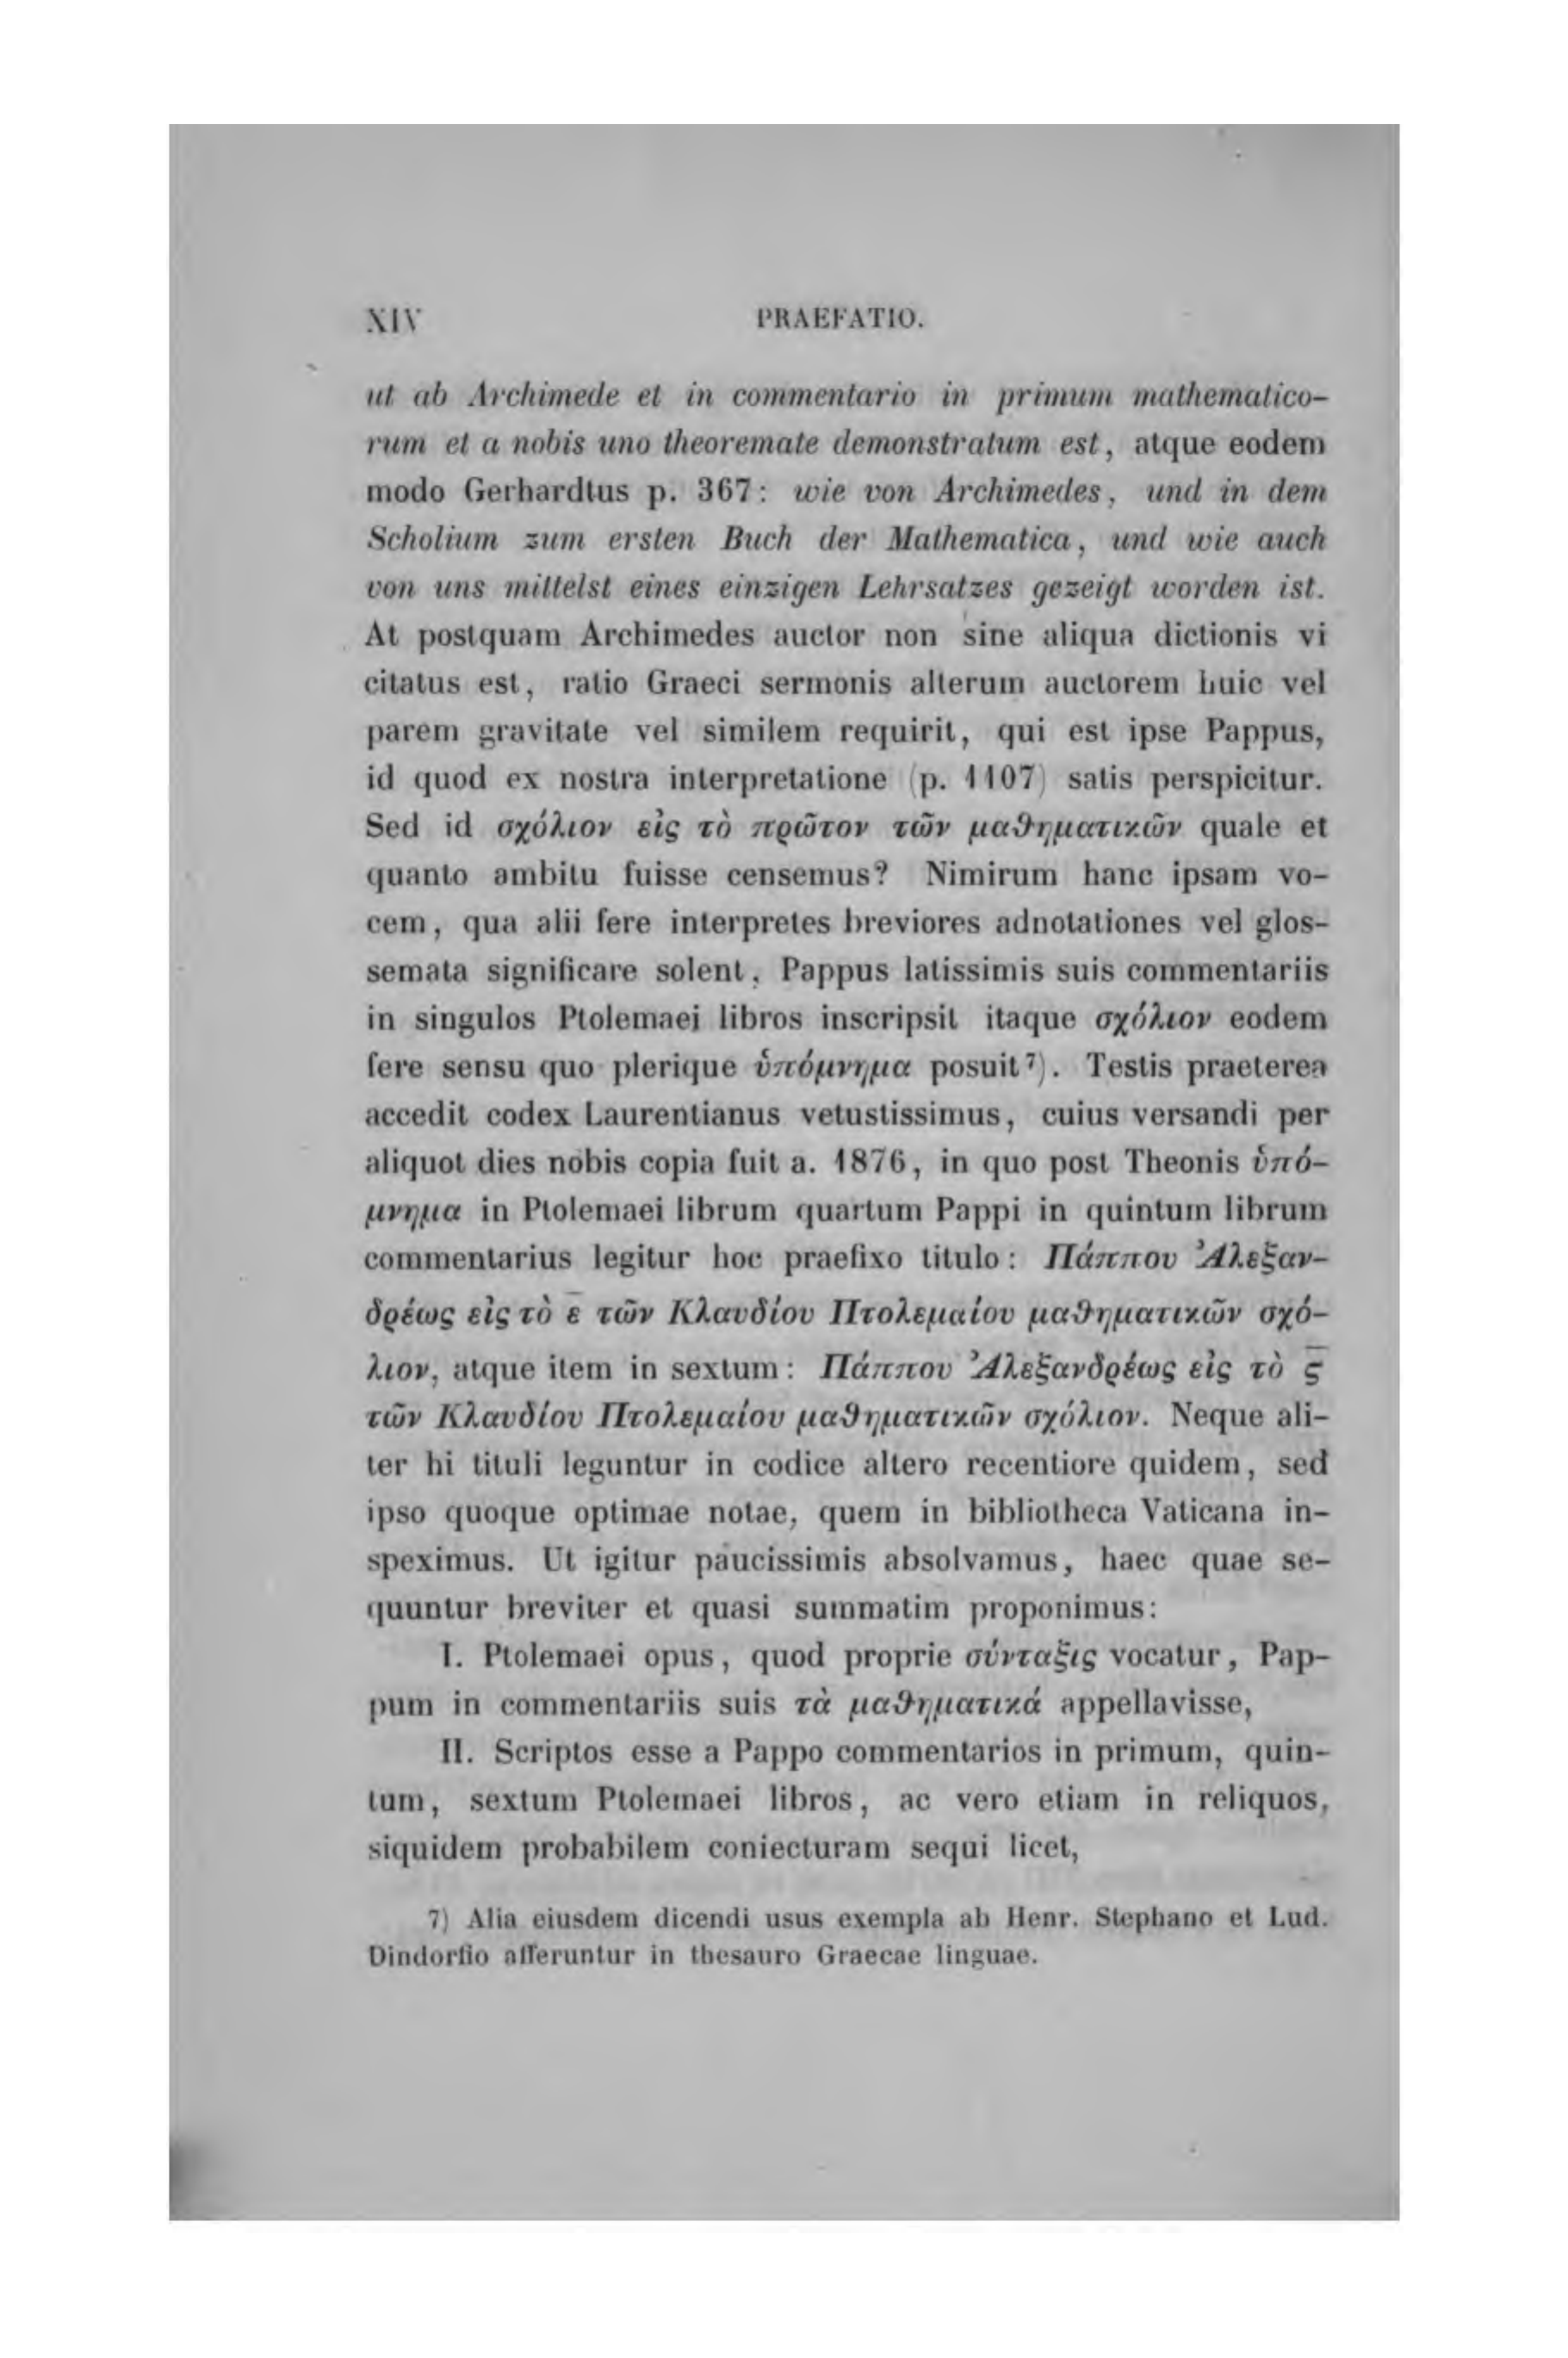 XIV PRAEFATIO.
ut ab Archimede et in commentario in primum mathematico-
rum et a nobis uno theoremate demonstratum est, atque eodem
modo Gerhardtus p. 367: wie von Archimedes, und in dem
Scholium zum ersten Buch der Mathematica, und wie auch
von uns mittelst eines einzigen Lehrsatzes gezeigt worden ist.
At postquam Archimedes auctor non sine aliqua dictionis vi
citatus est, ratio Graeci sermonis alterum auctorem huic vel
parem gravitate vel similem requirit, qui est ipse Pappus,
id quod ex nostra interpretatione (p. 1107) satis perspicitur.
Sed id σχόλιον εἰς τὸ πρῶτον τῶν μαθηματικῶν quale et
quanto ambitu fuisse censemus? Nimirum hanc ipsam vo-
cem, qua alii fere interpretes breviores adnotationes vel glos-
semata significare solent, Pappus latissimis suis commentariis
in singulos Ptolemaei libros inscripsit itaque σχόλιον eodem
fere sensu quo plerique ὑπόμνημα posuit 7). Testis praeterea
accedit codex Laurentianus vetustissimus, cuius versandi per
aliquot dies nobis copia fuit a. 1876, in quo post Theonis ὑπό-
μνημα in Ptolemaei librum quartum Pappi in quintum librum
commentarius legitur hoc praefixo titulo: Πάππου Ἀλεξαν-
δρέως εἰς τὸ ε̄ τῶν Κλαυδίου Πτολεμαίου μαθηματικῶν σχό-
λιον, atque item in sextum: Πάππου Ἀλεξανδρέως εἰς τὸ ς̄
τῶν Κλαυδίου Πτολεμαίου μαθηματικῶν σχόλιον. Neque ali-
ter hi tituli leguntur in codice altero recentiore quidem, sed
ipso quoque optimae notae, quem in bibliotheca Vaticana in-
speximus. Ut igitur paucissimis absolvamus, haec quae se-
quuntur breviter et quasi summatim proponimus:
I. Ptolemaei opus, quod proprie σύνταξις vocatur, Pap-
pum in commentariis suis τὰ μαθηματικά appellavisse,
II. Scriptos esse a Pappo commentarios in primum, quin-
tum, sextum Ptolemaei libros, ac vero etiam in reliquos,
siquidem probabilem coniecturam sequi licet,
7) Alia eiusdem dicendi usus exempla ab Henr. Stephano et Lud.
Dindorfio afferuntur in thesauro Graecae linguae.